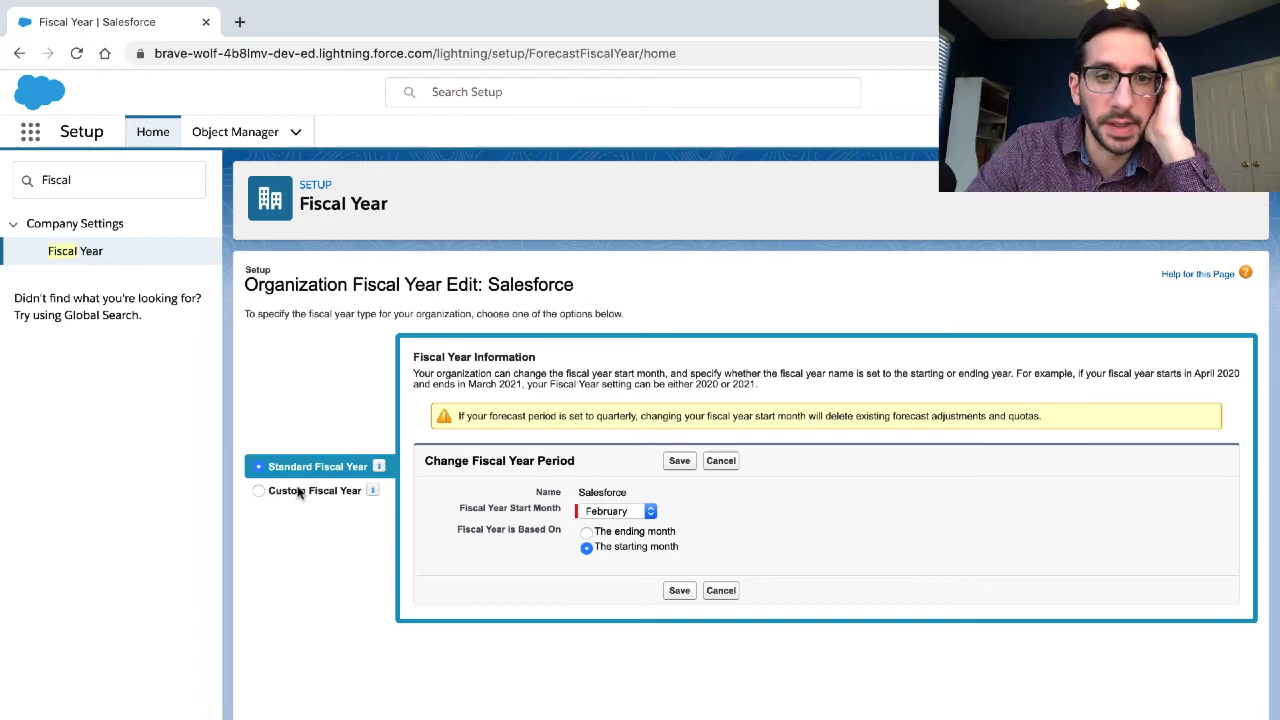 Fiscal Year | Salesforce
brave-wolf-4b8lmv-dev-ed.lightning.force.com/lightning/setup/ForecastFiscalYear/home
Search Setup
Setup
Home
Object Manager
Fiscal
Company Settings
Fiscal Year
Didn't find what you're looking for?
Try using Global Search.
SETUP
Fiscal Year
Setup
Organization Fiscal Year Edit: Salesforce
Help for this Page
To specify the fiscal year type for your organization, choose one of the options below.
Standard Fiscal Year
Custom Fiscal Year
Fiscal Year Information
Your organization can change the fiscal year start month, and specify whether the fiscal year name is set to the starting or ending year. For example, if your fiscal year starts in April 2020
and ends in March 2021, your Fiscal Year setting can be either 2020 or 2021.
If your forecast period is set to quarterly, changing your fiscal year start month will delete existing forecast adjustments and quotas.
Change Fiscal Year Period
Save
Cancel
Name Salesforce
Fiscal Year Start Month February
Fiscal Year is Based On The ending month
The starting month
Save
Cancel